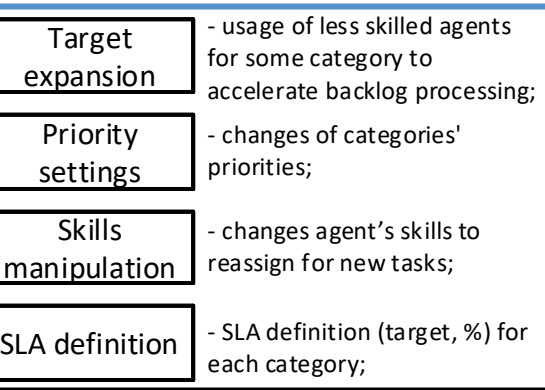 Target
expansion
- usage of less skilled agents
for some category to
accelerate backlog processing;
Priority
settings
- changes of categories'
priorities;
Skills
manipulation
- changes agent’s skills to
reassign for new tasks;
SLA definition
- SLA definition (target, %) for
each category;